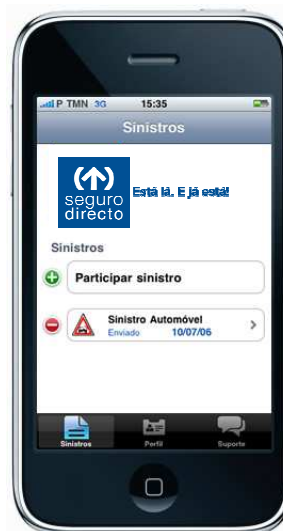 P TMN 3G 15:35
Sinistros
seguro
directo
Está lá. E já está!
Sinistros
Participar sinistro
Sinistro Automóvel
Enviado 10/07/06
Sinistros Perfil Suporte